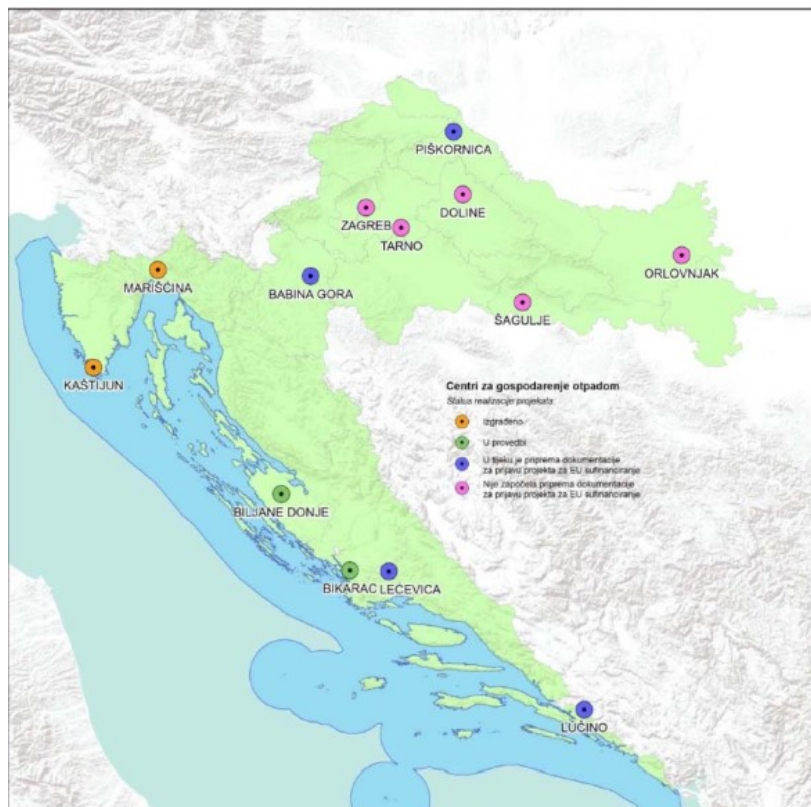 PIŠKORNICA
DOLINE
ZAGREB
TARNO
ORLOVNJAK
MARIŠĆINA
BABINA GORA
ŠAGULJE
KAŠTIJUN
Centri za gospodarenje otpadom
Status realizacije projekata:
Izgrađeno
U provedbi
U tijeku je priprema dokumentacije
za prijavu projekta za EU sufinanciranje
Nije započela priprema dokumentacije
za prijavu projekta za EU sufinanciranje
BILJANE DONJE
BIKARAC
LEĆEVICA
LUČINO